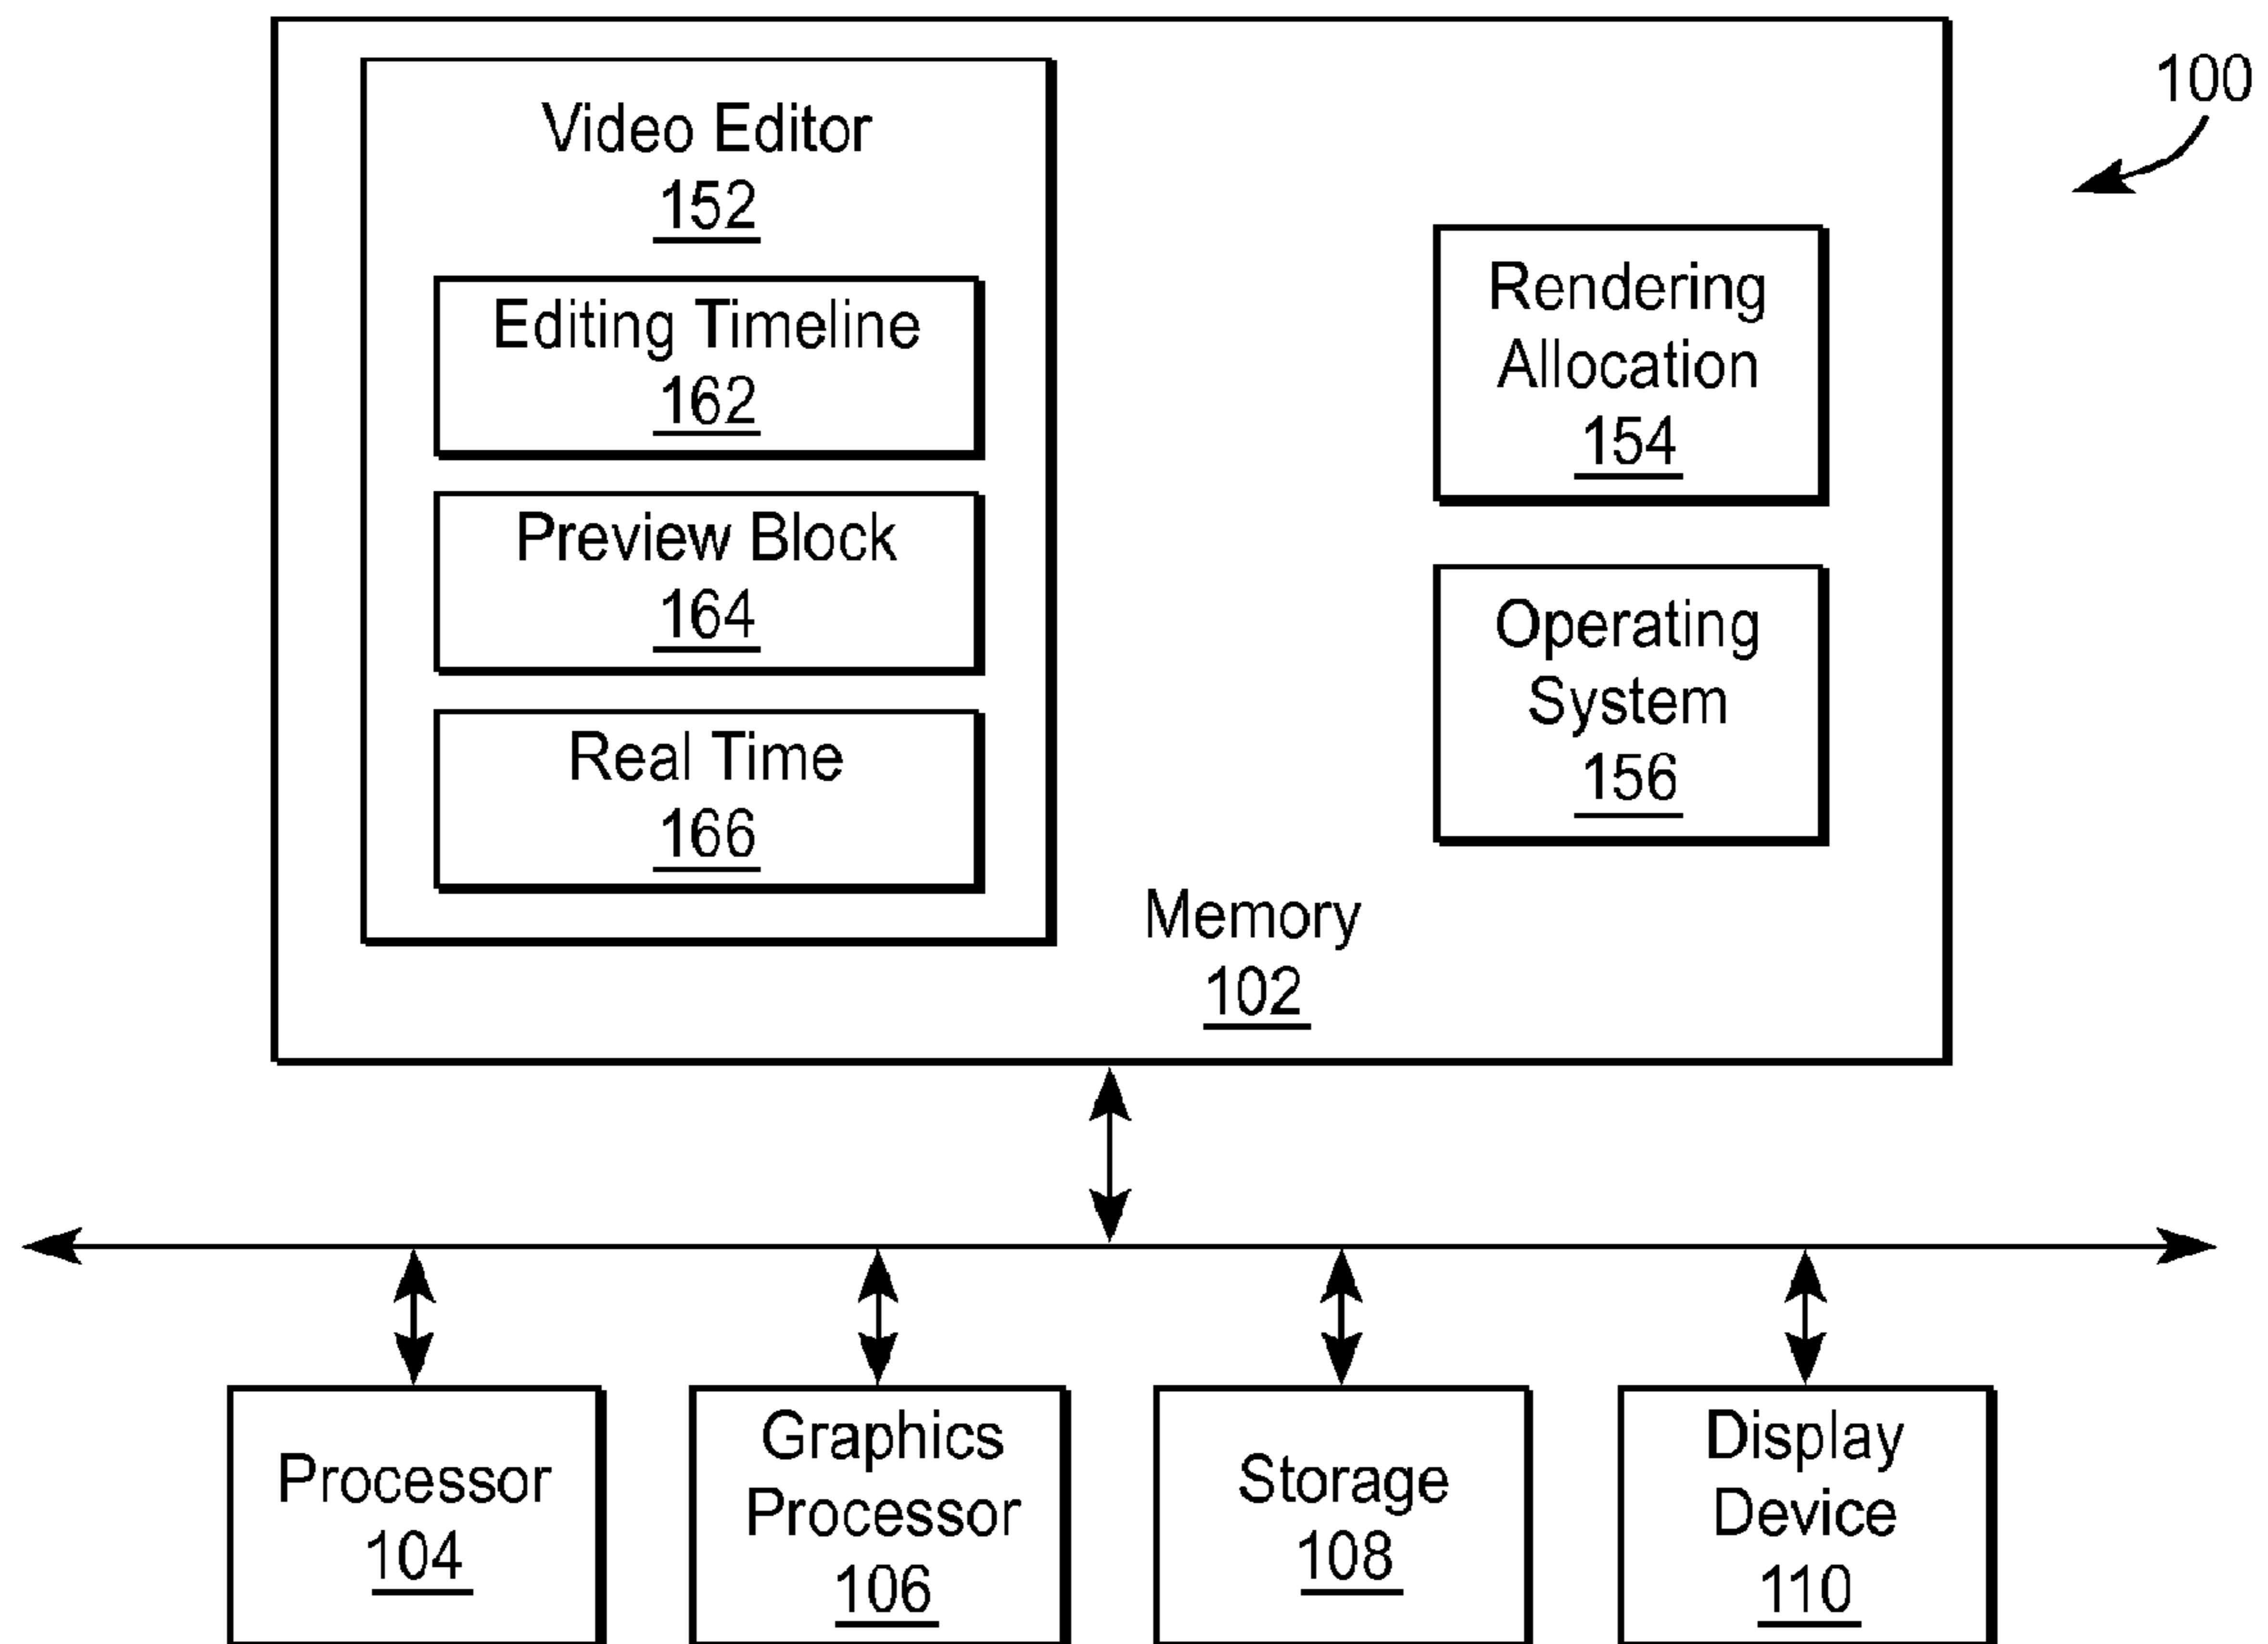 100
Video Editor
152
Editing Timeline
162
Preview Block
164
Real Time
166
Rendering
Allocation
154
Operating
System
156
Memory
102
Processor
104
Graphics
Processor
106
Storage
108
Display
Device
110